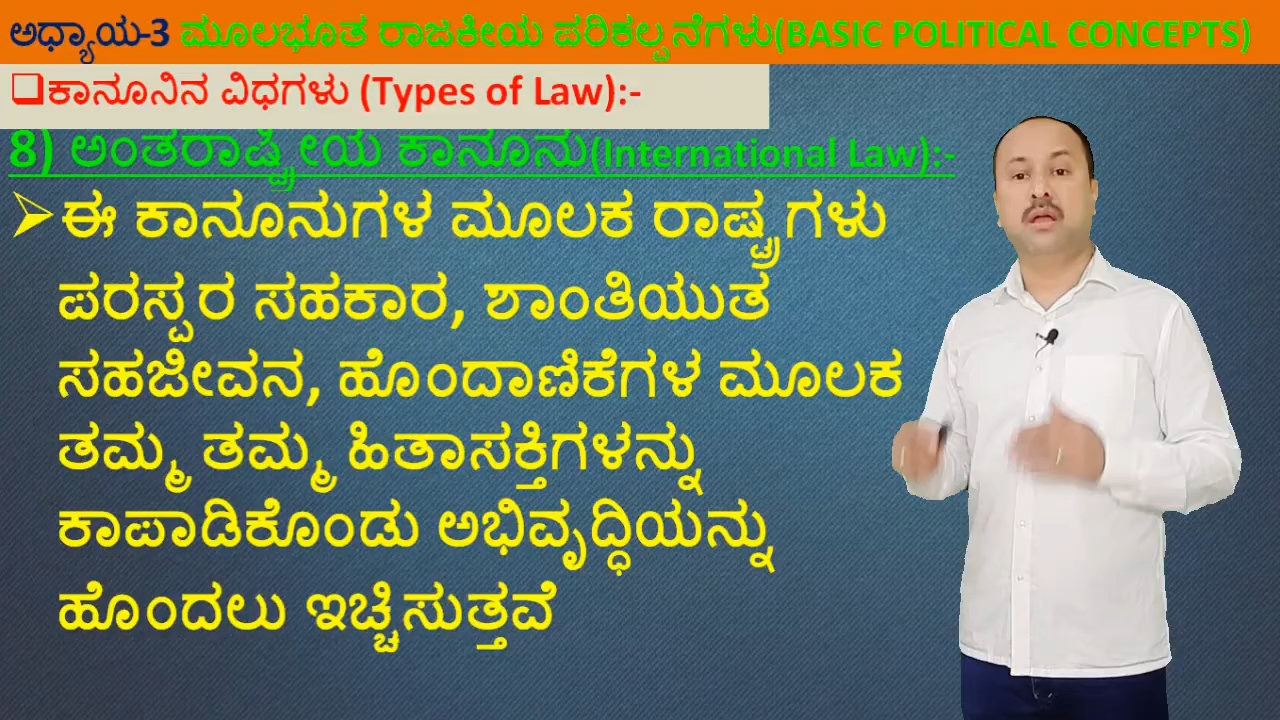 ಅಧ್ಯಾಯ-3 ಮೂಲಭೂತ ರಾಜಕೀಯ ಪರಿಕಲ್ಪನೆಗಳು(BASIC POLITICAL CONCEPTS)
❑ಕಾನೂನಿನ ವಿಧಗಳು (Types of Law):-
8) ಅಂತರಾಷ್ಟ್ರೀಯ ಕಾನೂನು(International Law):-
➢ಈ ಕಾನೂನುಗಳ ಮೂಲಕ ರಾಷ್ಟ್ರಗಳು
ಪರಸ್ಪರ ಸಹಕಾರ, ಶಾಂತಿಯುತ
ಸಹಜೀವನ, ಹೊಂದಾಣಿಕೆಗಳ ಮೂಲಕ
ತಮ್ಮ ತಮ್ಮ ಹಿತಾಸಕ್ತಿಗಳನ್ನು
ಕಾಪಾಡಿಕೊಂಡು ಅಭಿವೃದ್ಧಿಯನ್ನು
ಹೊಂದಲು ಇಚ್ಚಿಸುತ್ತವೆ